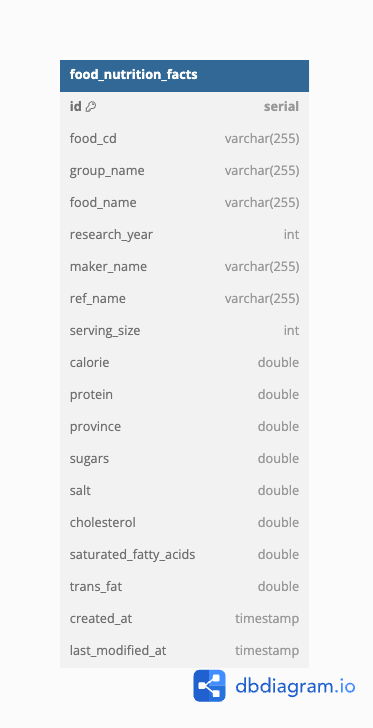 food_nutrition_facts
id serial
food_cd varchar(255)
group_name varchar(255)
food_name varchar(255)
research_year int
maker_name varchar(255)
ref_name varchar(255)
serving_size int
calorie double
protein double
province double
sugars double
salt double
cholesterol double
saturated_fatty_acids double
trans_fat double
created_at timestamp
last_modified_at timestamp
dbdiagram.io